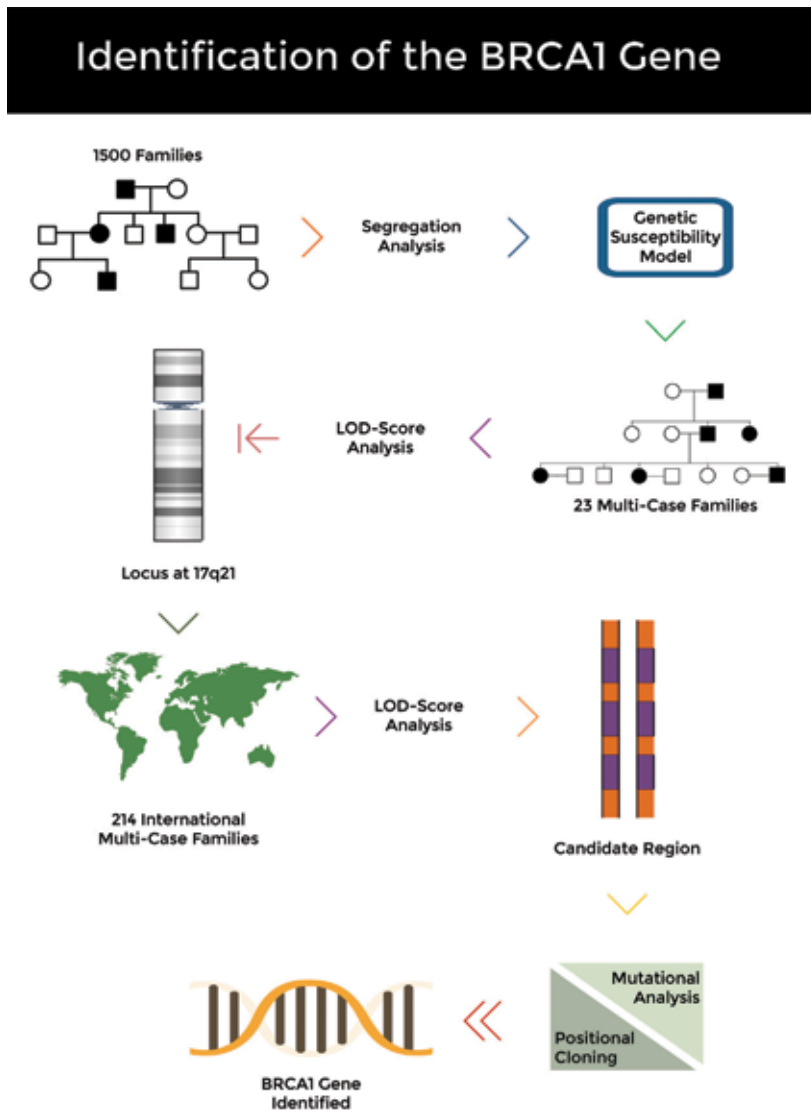 Identification of the BRCA1 Gene
1500 Families
Segregation
Analysis
Genetic
Susceptibility
Model
LOD-Score
Analysis
23 Multi-Case Families
Locus at 17q21
LOD-Score
Analysis
214 International
Multi-Case Families
Candidate Region
Mutational
Analysis
Positional
Cloning
BRCA1 Gene
Identified